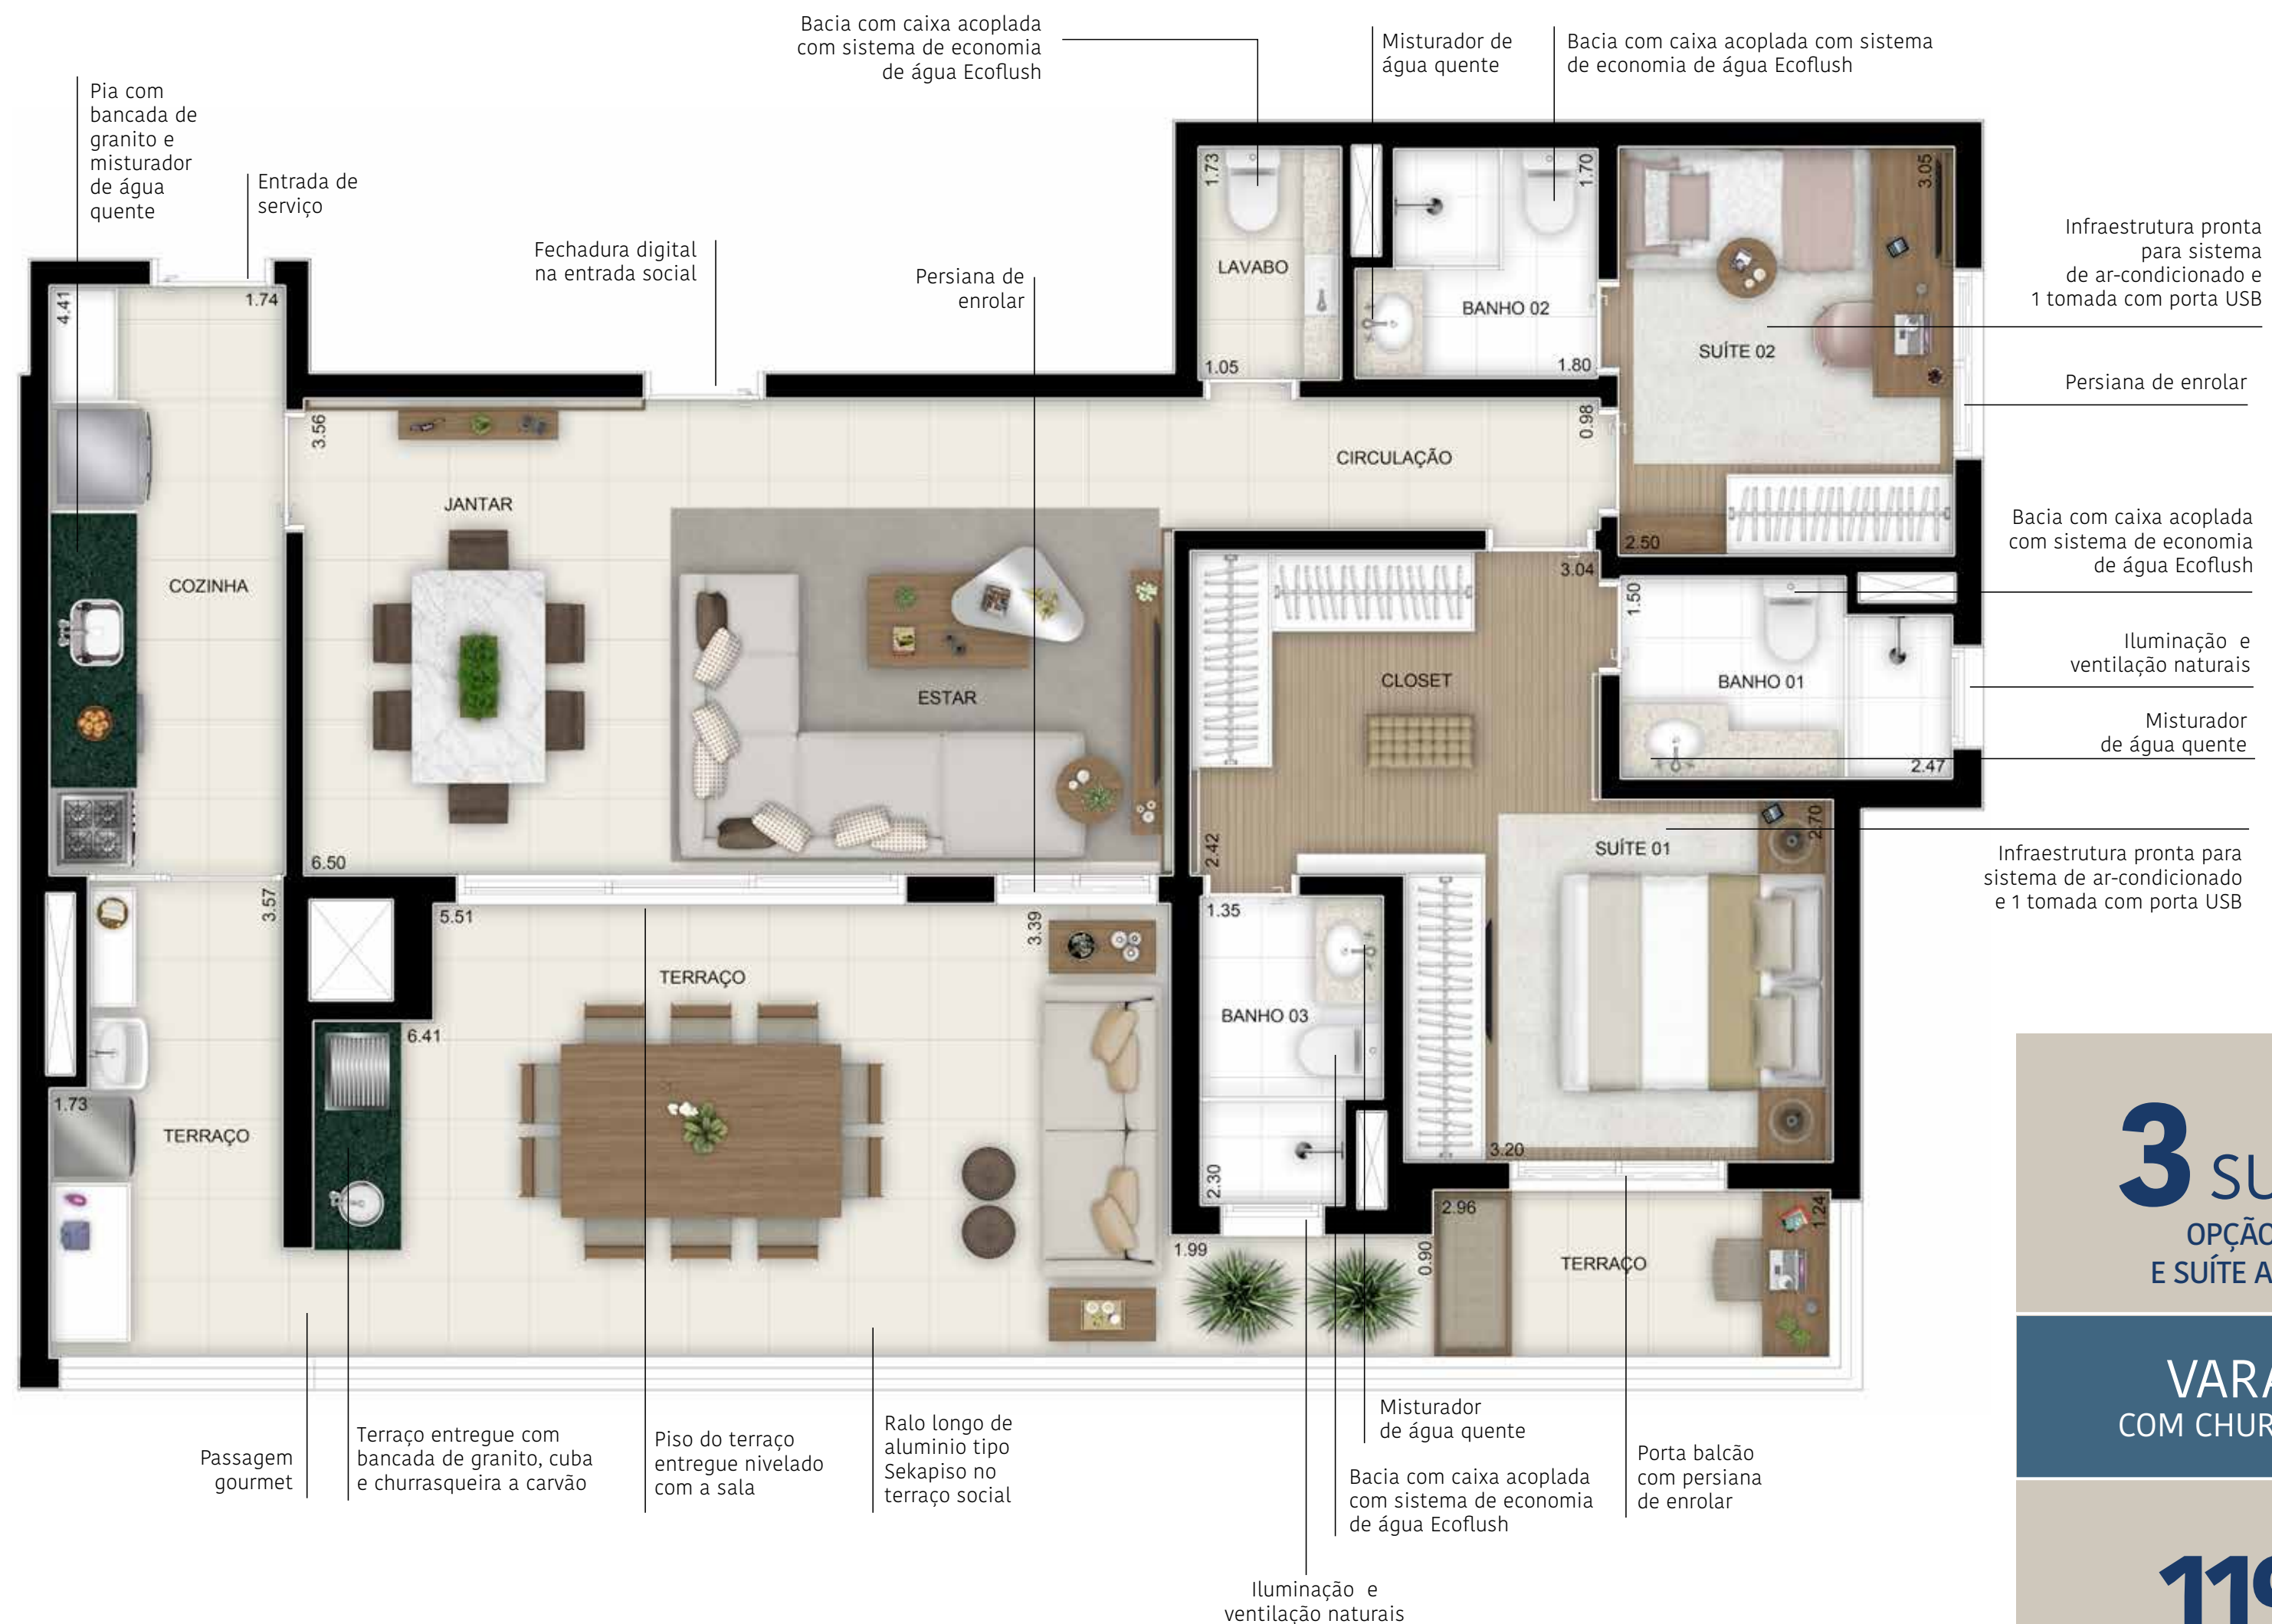 Bacia com caixa acoplada
com sistema de economia
de água Ecoflush
Misturador de
água quente
Bacia com caixa acoplada com sistema
de economia de água Ecoflush
Pia com
bancada de
granito e
misturador
de água
quente
Entrada de
serviço
Fechadura digital
na entrada social
Persiana de
enrolar
Infraestrutura pronta
para sistema
de ar-condicionado e
1 tomada com porta USB
Persiana de enrolar
Bacia com caixa acoplada
com sistema de economia
de água Ecoflush
Iluminação e
ventilação naturais
Misturador
de água quente
Infraestrutura pronta para
sistema de ar-condicionado
e 1 tomada com porta USB
1.73
LAVABO
1.05
1.70
BANHO 02
1.80
3.05
SUÍTE 02
2.50
4.41
1.74
COZINHA
3.56
JANTAR
ESTAR
6.50
0.98
CIRCULAÇÃO
3.04
CLOSET
2.42
1.50
BANHO 01
2.47
2.70
SUÍTE 01
3.20
3.57
1.73
TERRAÇO
5.51
3.39
TERRAÇO
6.41
1.35
BANHO 03
2.30
1.99
0.90
2.96
1.24
TERRAÇO
Passagem
gourmet
Terraço entregue com
bancada de granito, cuba
e churrasqueira a carvão
Piso do terraço
entregue nivelado
com a sala
Ralo longo de
aluminio tipo
Sekapiso no
terraço social
Misturador
de água quente
Bacia com caixa acoplada
com sistema de economia
de água Ecoflush
Porta balcão
com persiana
de enrolar
Iluminação e
ventilação naturais
3 SU
OPÇÃO
E SUÍTE A
VARA
COM CHUR
11